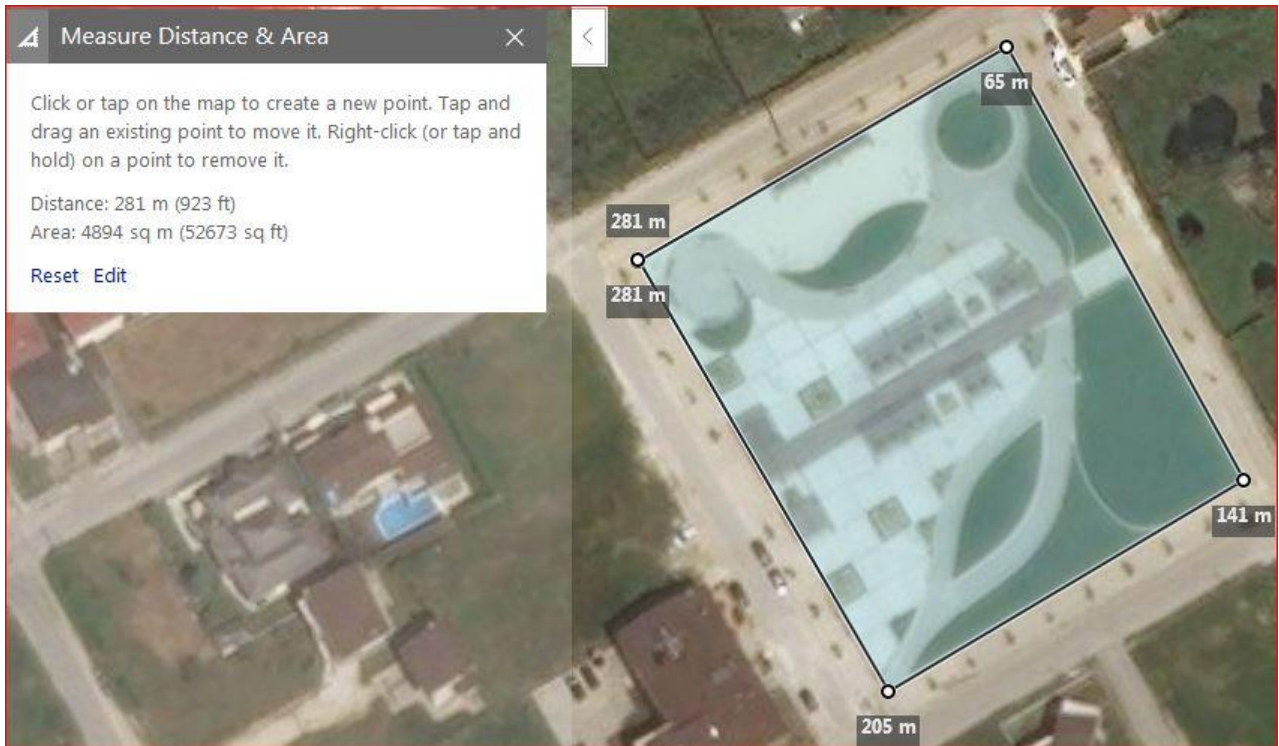 Measure Distance & Area
Click or tap on the map to create a new point. Tap and
drag an existing point to move it. Right-click (or tap and
hold) on a point to remove it.
Distance: 281 m (923 ft)
Area: 4894 sq m (52673 sq ft)
Reset Edit
65 m
281 m
281 m
141 m
205 m